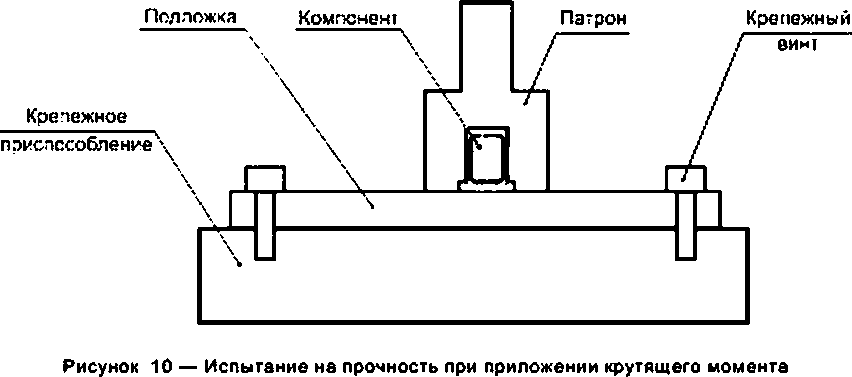 Подложка
Компонент
Патрон
Крепежный
винт
Крепежное
приспособление
Рисунок 10 — Испытание на прочность при приложении крутящего момента